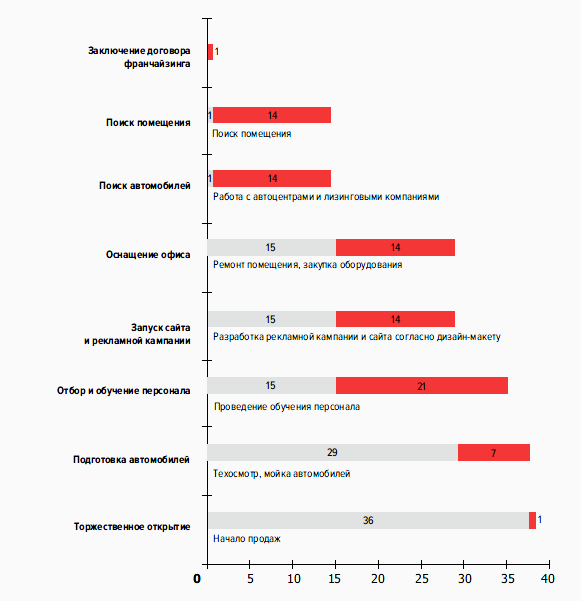 Заключение договора
франчайзинга
1
Поиск помещения
1
14
Поиск помещения
Поиск автомобилей
1
14
Работа с автоцентрами и лизинговыми компаниями
Оснащение офиса
15
14
Ремонт помещения, закупка оборудования
Запуск сайта
и рекламной кампании
15
14
Разработка рекламной кампании и сайта согласно дизайн-макету
Отбор и обучение персонала
15
21
Проведение обучения персонала
Подготовка автомобилей
29
7
Техосмотр, мойка автомобилей
Торжественное открытие
36
1
Начало продаж
0 5 10 15 20 25 30 35 40